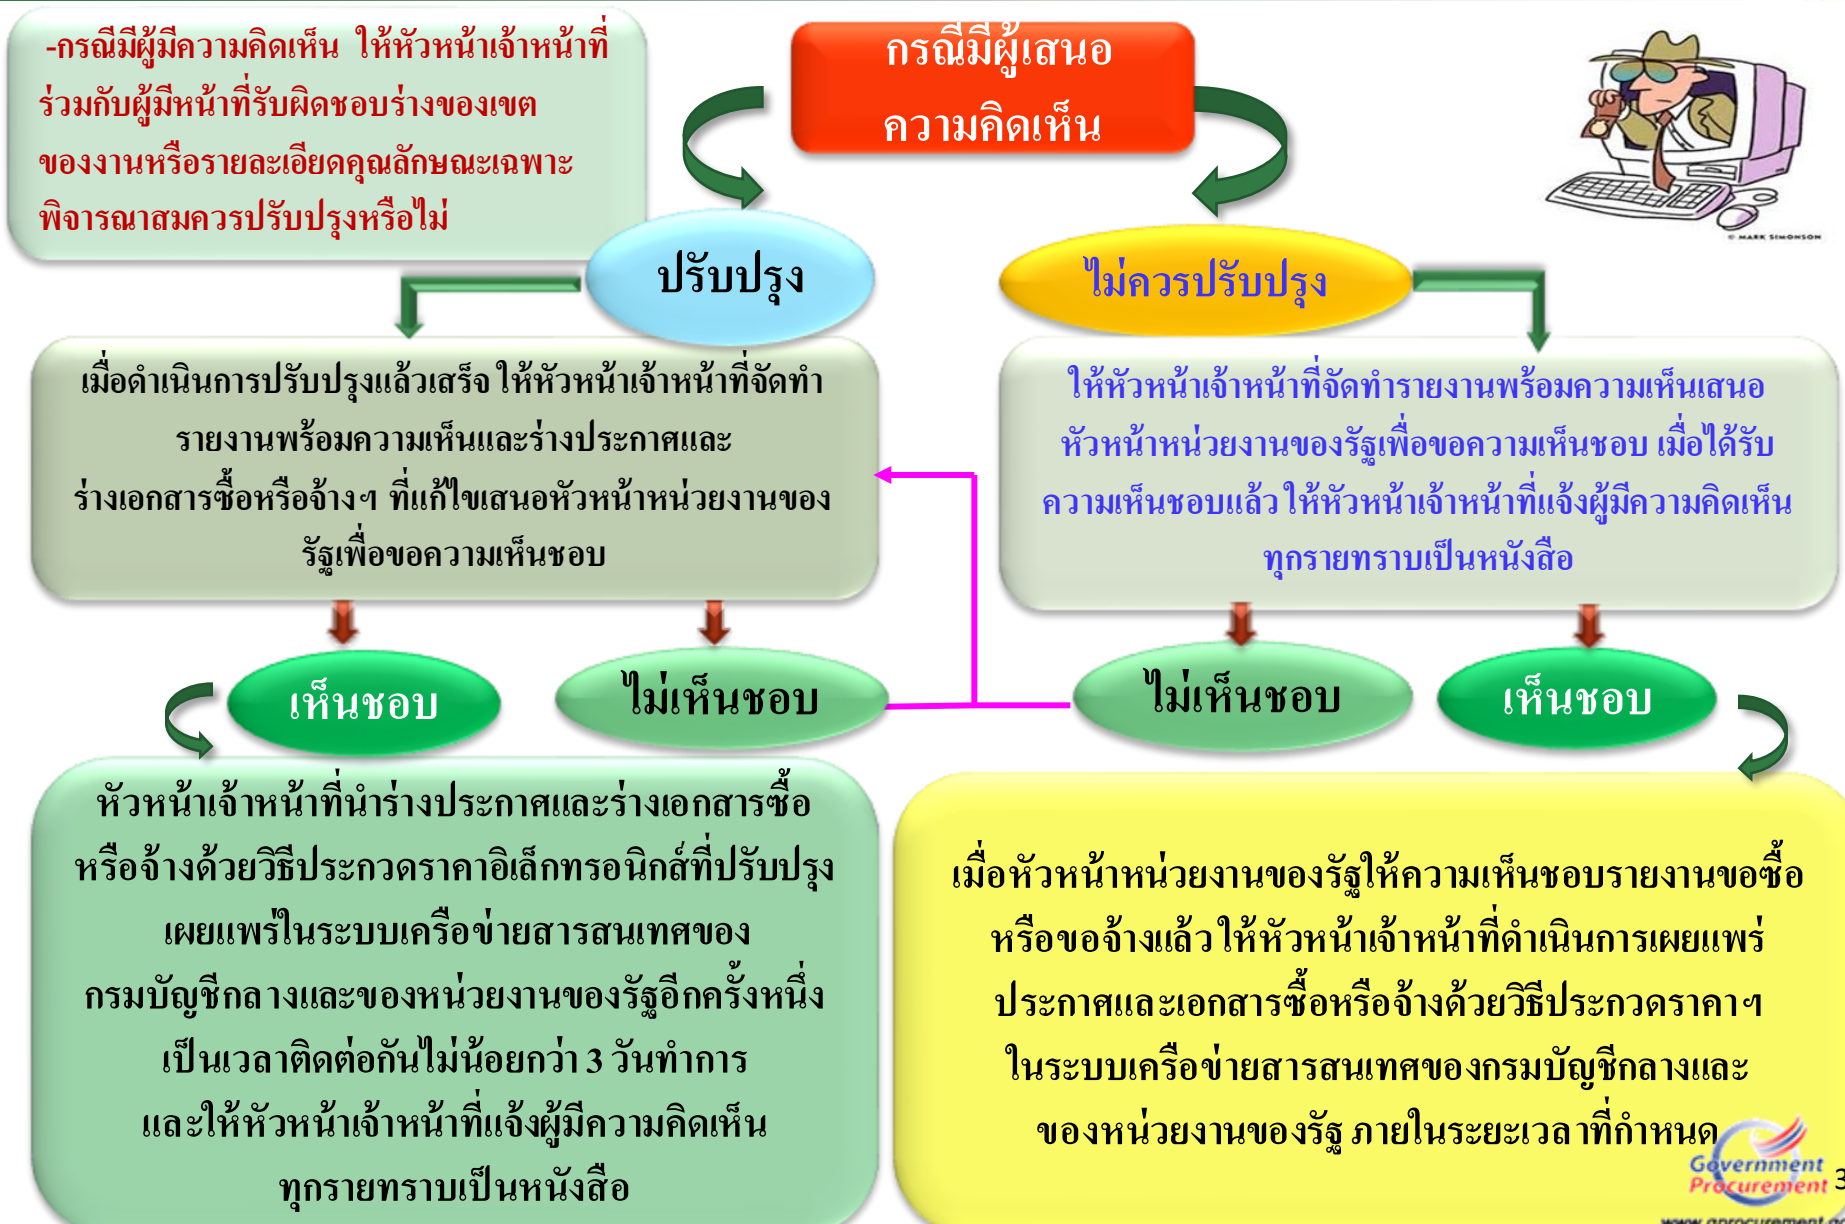 -กรณีมีผู้มีความคิดเห็น ให้หัวหน้าเจ้าหน้าที่
ร่วมกับผู้มีหน้าที่รับผิดชอบร่างของเขต
ของงานหรือรายละเอียดคุณลักษณะเฉพาะ
พิจารณาสมควรปรับปรุงหรือไม่
กรณีมีผู้เสนอ
ความคิดเห็น
© MARK SIMONSON
ปรับปรุง
ไม่ควรปรับปรุง
เมื่อดำเนินการปรับปรุงแล้วเสร็จ ให้หัวหน้าเจ้าหน้าที่จัดทำ
รายงานพร้อมความเห็นและร่างประกาศและ
ร่างเอกสารซื้อหรือจ้างฯ ที่แก้ไขเสนอหัวหน้าหน่วยงานของ
รัฐเพื่อขอความเห็นชอบ
ให้หัวหน้าเจ้าหน้าที่จัดทำรายงานพร้อมความเห็นเสนอ
หัวหน้าหน่วยงานของรัฐเพื่อขอความเห็นชอบ เมื่อได้รับ
ความเห็นชอบแล้ว ให้หัวหน้าเจ้าหน้าที่แจ้งผู้มีความคิดเห็น
ทุกรายทราบเป็นหนังสือ
เห็นชอบ
ไม่เห็นชอบ
ไม่เห็นชอบ
เห็นชอบ
หัวหน้าเจ้าหน้าที่นำร่างประกาศและร่างเอกสารซื้อ
หรือจ้างด้วยวิธีประกวดราคาอิเล็กทรอนิกส์ที่ปรับปรุง
เผยแพร่ในระบบเครือข่ายสารสนเทศของ
กรมบัญชีกลางและของหน่วยงานของรัฐอีกครั้งหนึ่ง
เป็นเวลาติดต่อกันไม่น้อยกว่า 3 วันทำการ
และให้หัวหน้าเจ้าหน้าที่แจ้งผู้มีความคิดเห็น
ทุกรายทราบเป็นหนังสือ
เมื่อหัวหน้าหน่วยงานของรัฐให้ความเห็นชอบรายงานขอซื้อ
หรือขอจ้างแล้ว ให้หัวหน้าเจ้าหน้าที่ดำเนินการเผยแพร่
ประกาศและเอกสารซื้อหรือจ้างด้วยวิธีประกวดราคาฯ
ในระบบเครือข่ายสารสนเทศของกรมบัญชีกลางและ
ของหน่วยงานของรัฐ ภายในระยะเวลาที่กำหนด
Government
Procurement
3